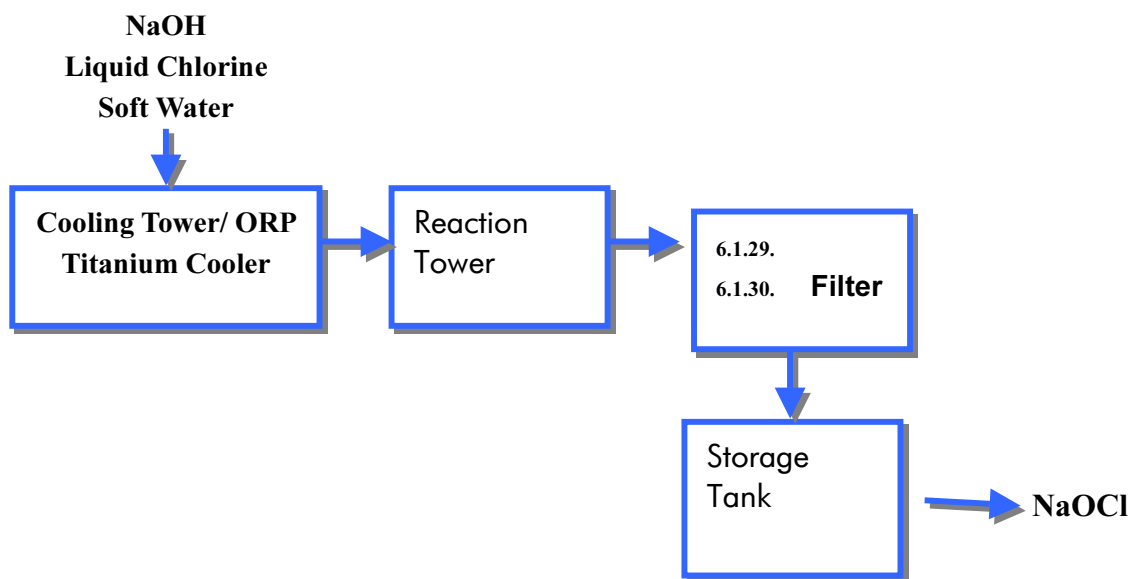 NaOH
Liquid Chlorine
Soft Water
Cooling Tower/ ORP
Titanium Cooler
Reaction
Tower
6.1.29.
6.1.30. Filter
Storage
Tank
NaOCl